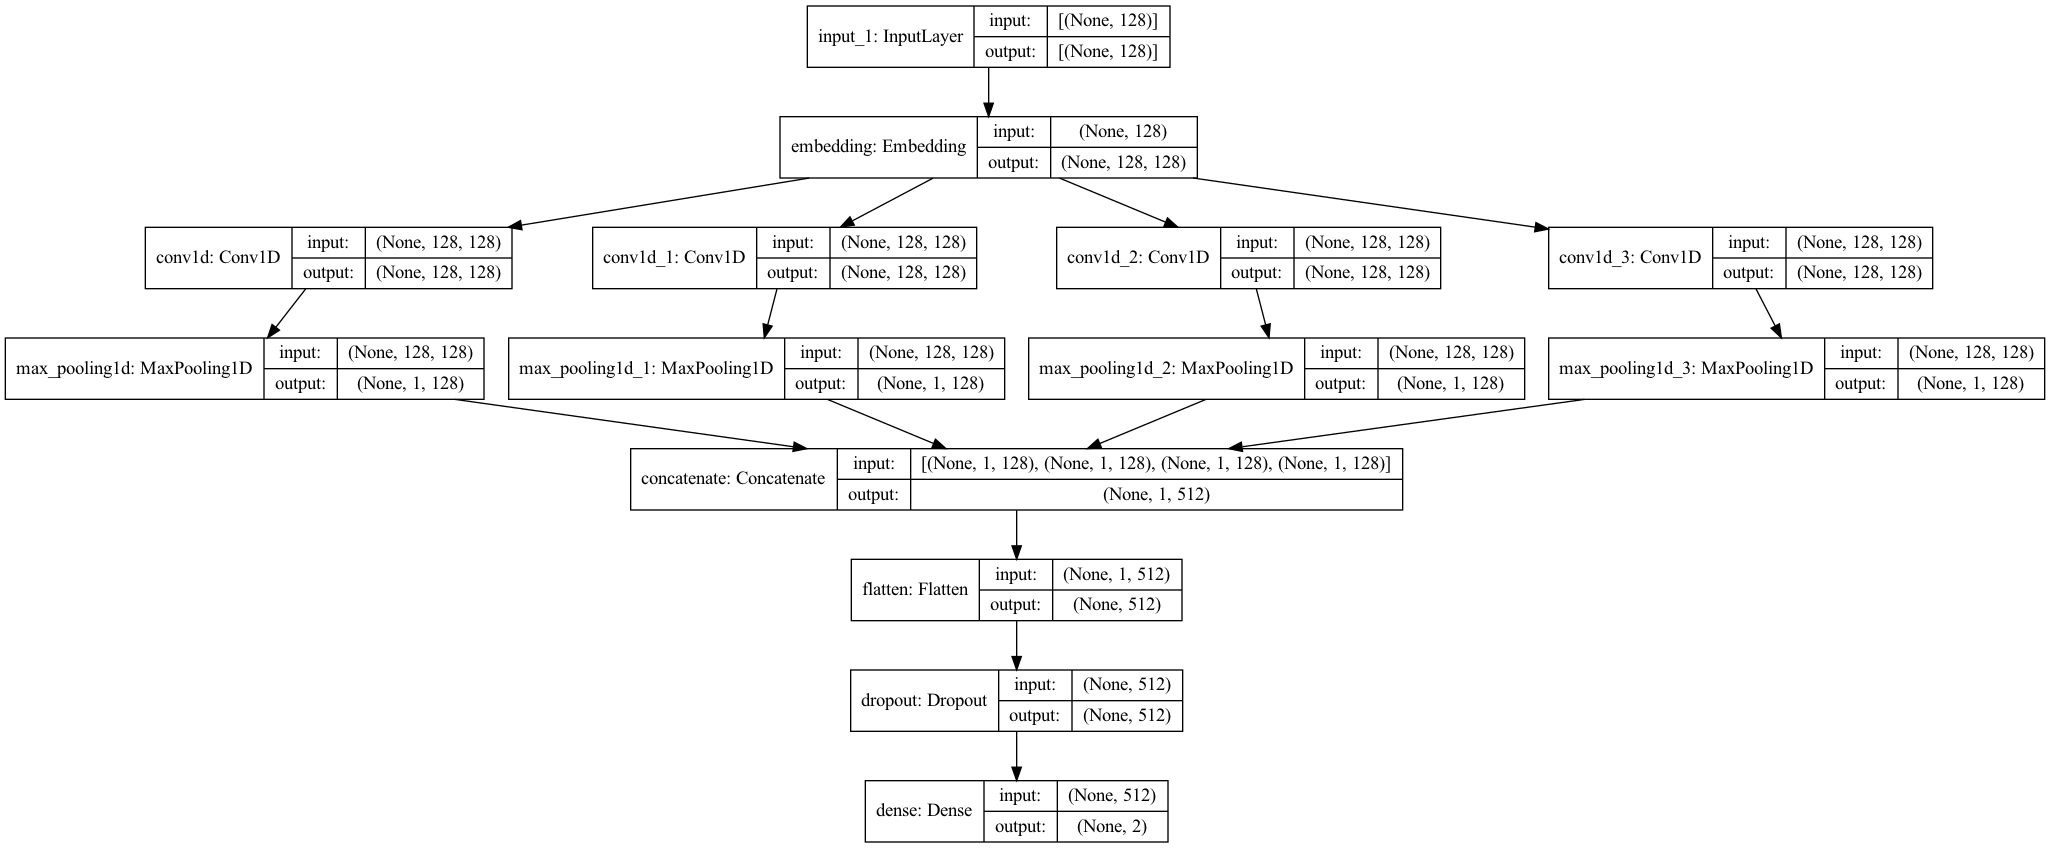 input_1: InputLayer
input: [(None, 128)]
output: [(None, 128)]
embedding: Embedding
input: (None, 128)
output: (None, 128, 128)
conv1d: Conv1D
input: (None, 128, 128)
output: (None, 128, 128)
conv1d_1: Conv1D
input: (None, 128, 128)
output: (None, 128, 128)
conv1d_2: Conv1D
input: (None, 128, 128)
output: (None, 128, 128)
conv1d_3: Conv1D
input: (None, 128, 128)
output: (None, 128, 128)
max_pooling1d: MaxPooling1D
input: (None, 128, 128)
output: (None, 1, 128)
max_pooling1d_1: MaxPooling1D
input: (None, 128, 128)
output: (None, 1, 128)
max_pooling1d_2: MaxPooling1D
input: (None, 128, 128)
output: (None, 1, 128)
max_pooling1d_3: MaxPooling1D
input: (None, 128, 128)
output: (None, 1, 128)
concatenate: Concatenate
input: [(None, 1, 128), (None, 1, 128), (None, 1, 128), (None, 1, 128)]
output: (None, 1, 512)
flatten: Flatten
input: (None, 1, 512)
output: (None, 512)
dropout: Dropout
input: (None, 512)
output: (None, 512)
dense: Dense
input: (None, 512)
output: (None, 2)